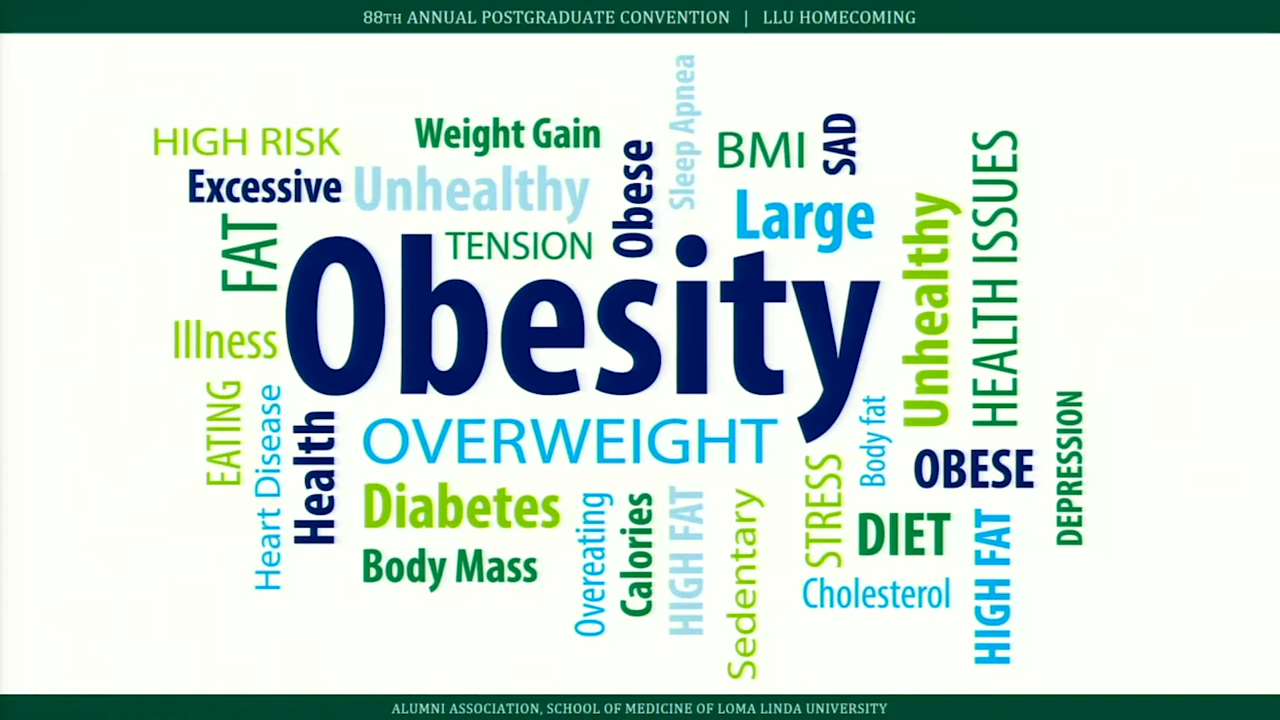 88TH ANNUAL POSTGRADUATE CONVENTION | LLU HOMECOMING
Sleep Apnea
HIGH RISK
Weight Gain
Obese
BMI
SAD
HEALTH ISSUES
Excessive
Unhealthy
Large
Unhealthy
FAT
TENSION
Obesity
Illness
EATING
Heart Disease
Health
OVERWEIGHT
Body fat
DEPRESSION
OBESE
Diabetes
STRESS
Overeating
Calories
HIGH FAT
Sedentary
DIET
HIGH FAT
Body Mass
Cholesterol
ALUMNI ASSOCIATION, SCHOOL OF MEDICINE OF LOMA LINDA UNIVERSITY